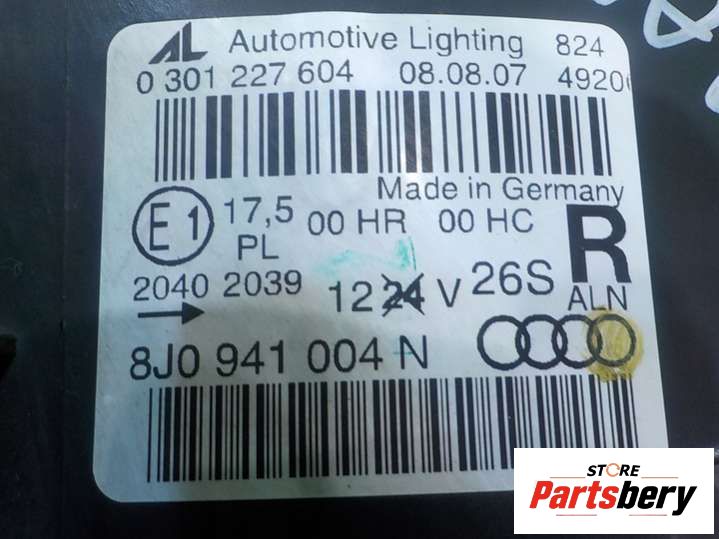 AL Automotive Lighting 824
0 301 227 604 08.08.07 4920
Made in Germany
E1 17,5 00 HR 00 HC R
PL
2040 2039 12 24 V 26S ALN
8J0 941 004 N
STORE
Partsbery